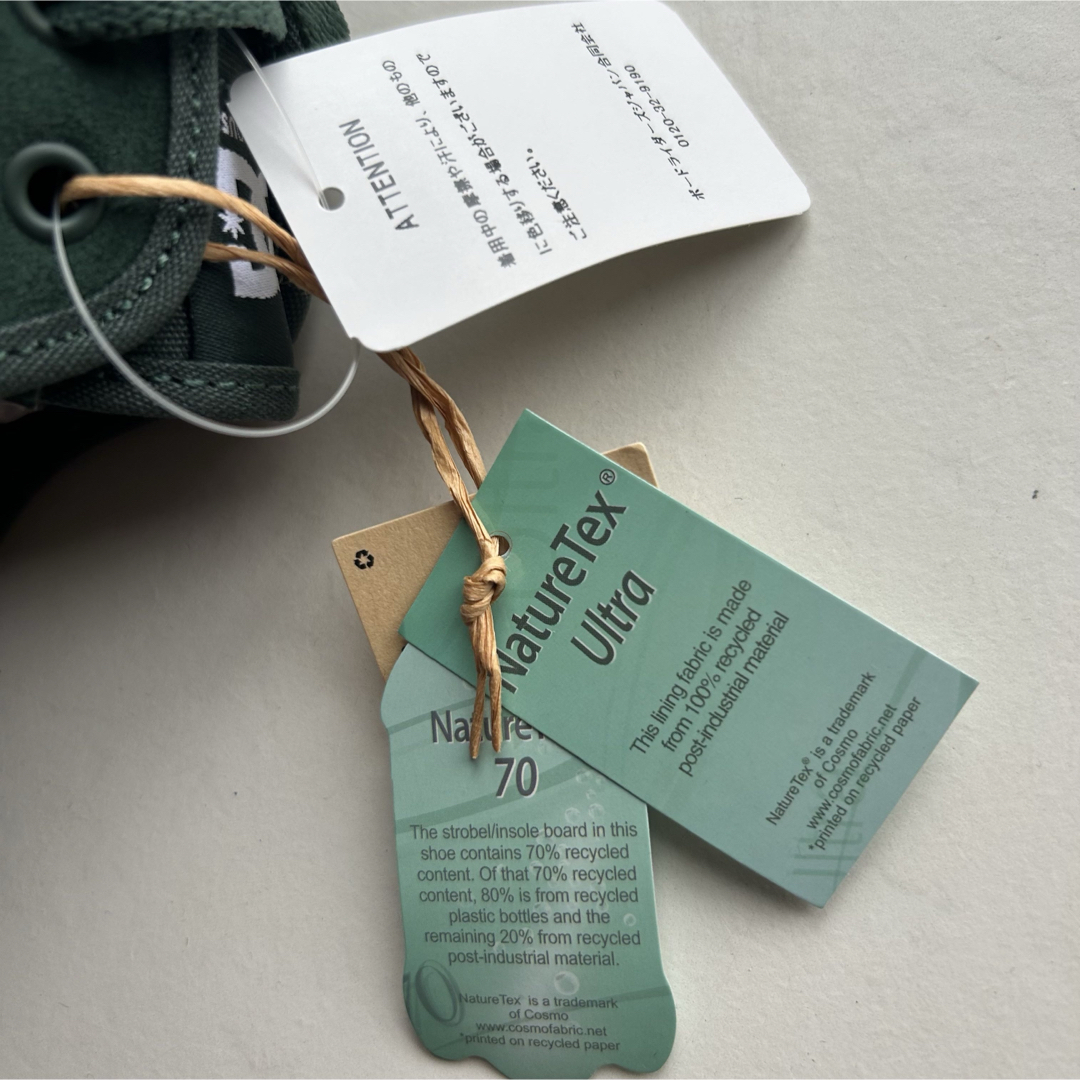 ATTENTION
着用中の摩擦や汗により、他のもの
に色移りする場合がございますので
ご注意ください。
ボードライダーズジャパン合同会社
0120-32-9190
NatureTex®
Ultra
This lining fabric is made
from 100% recycled
post-industrial material
NatureTex® is a trademark
of Cosmo
www.cosmofabric.net
*printed on recycled paper
70
The strobel/insole board in this
shoe contains 70% recycled
content. Of that 70% recycled
content, 80% is from recycled
plastic bottles and the
remaining 20% from recycled
post-industrial material.
NatureTex is a trademark
of Cosmo
www.cosmofabric.net
*printed on recycled paper